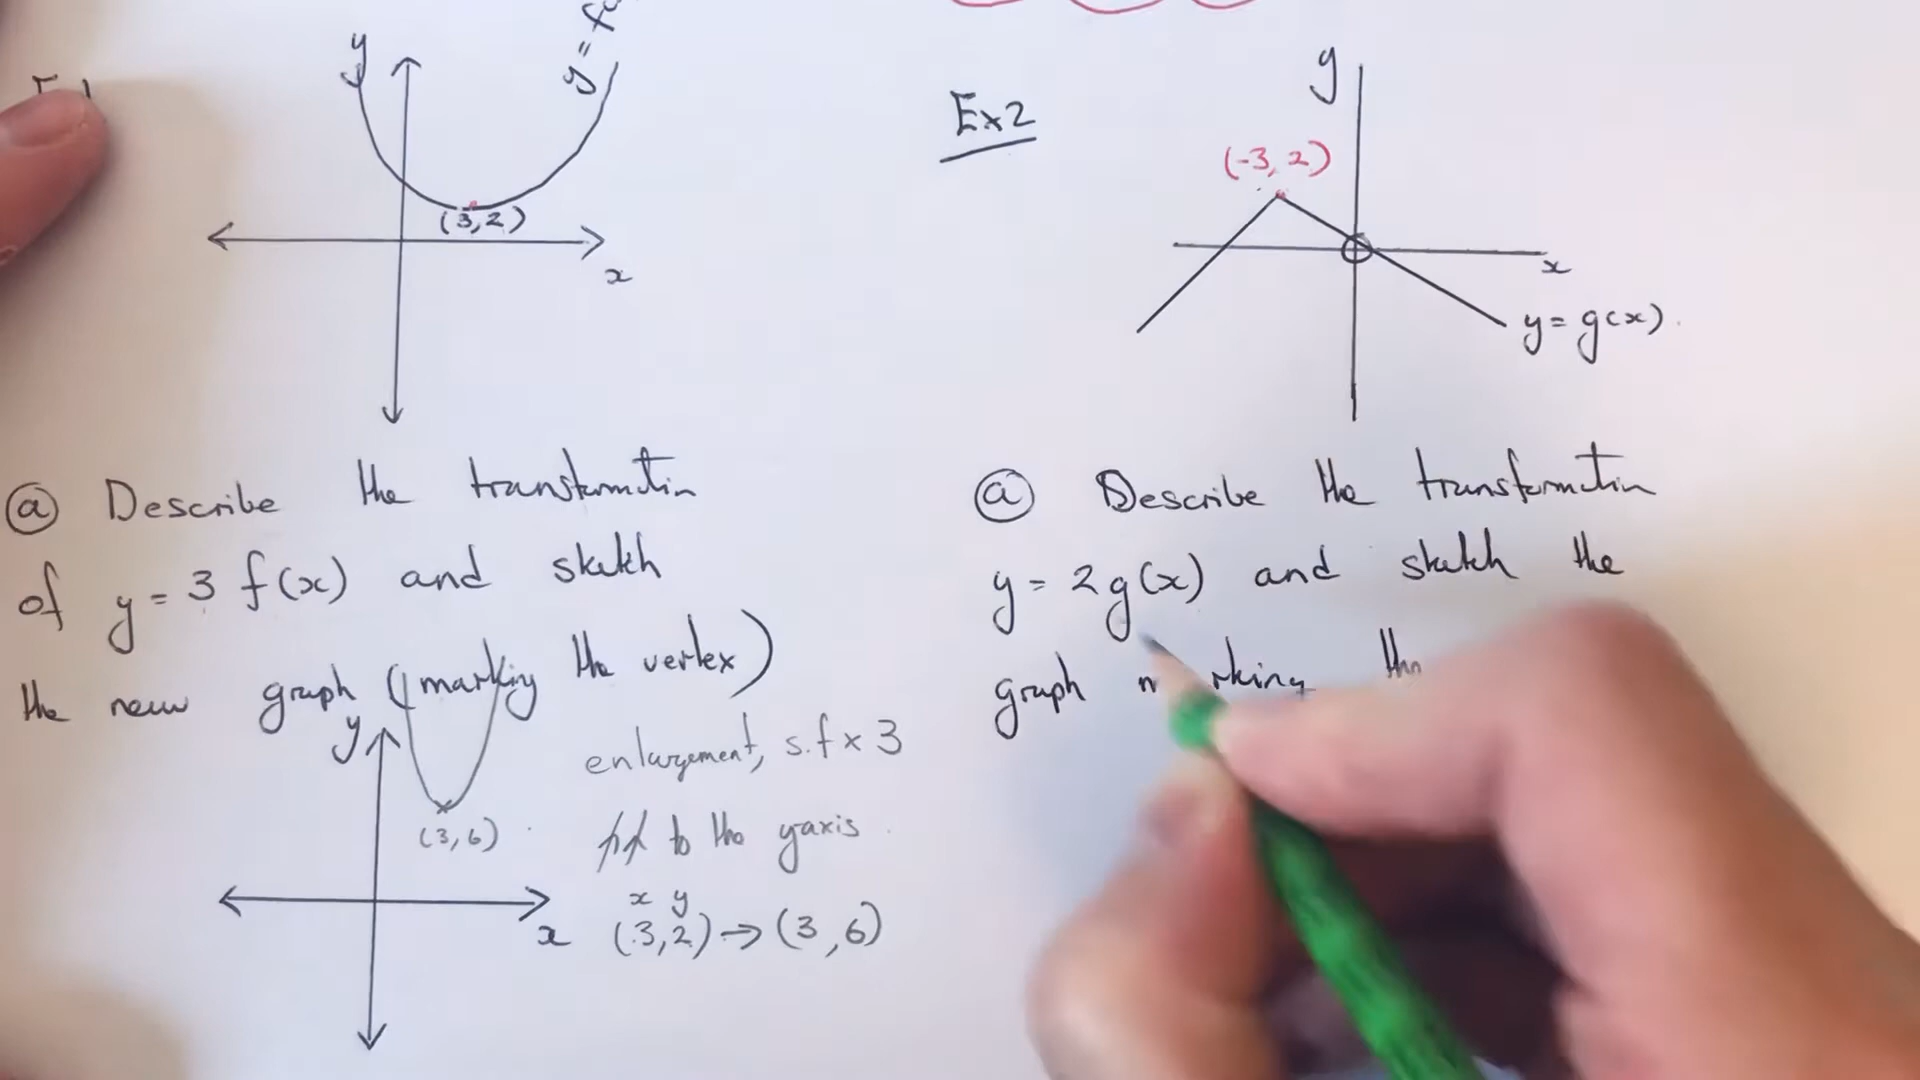 y
(3,2)
x
Ex2
y
(-3, 2)
x
y = g(x).
ⓐ Describe the transformation
of y = 3 f(x) and sketch
the new graph (marking the vertex)
y
(3,6)
x
enlargement, s.f x 3
to the y axis
x y
(3,2) → (3,6)
ⓐ Describe the transformation
y = 2g(x) and sketch the
graph